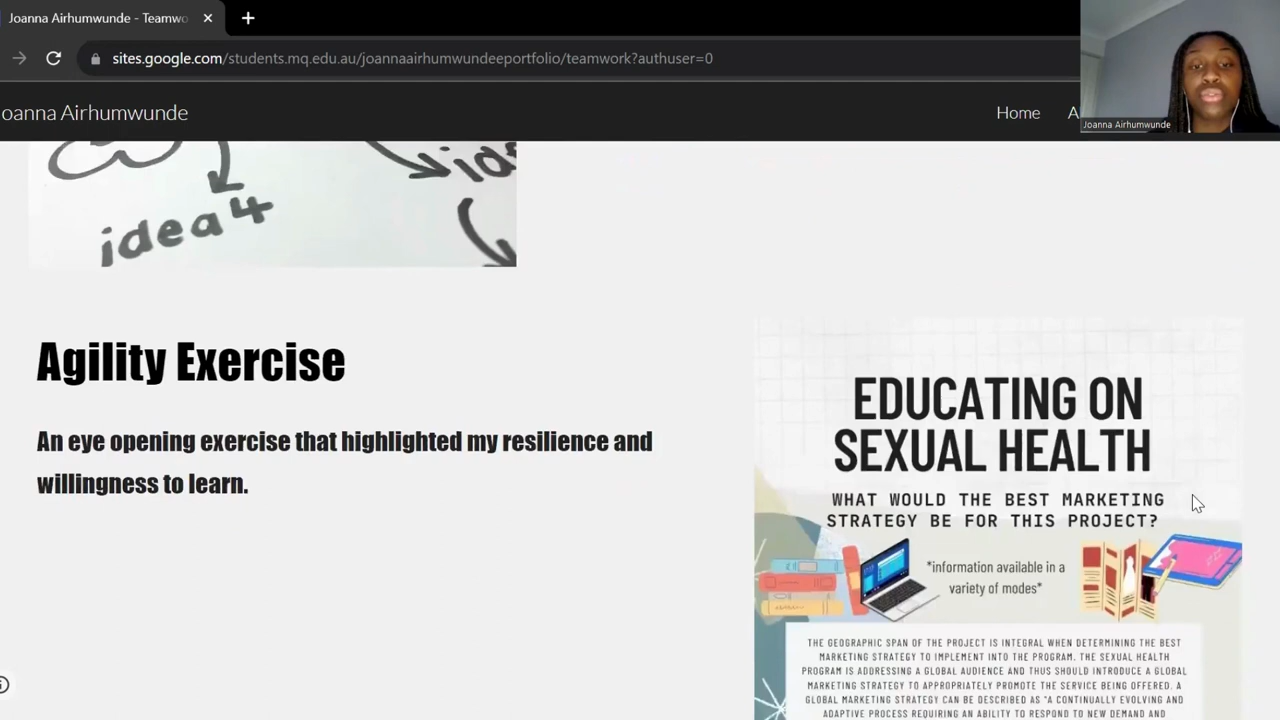 Joanna Airhumwunde - Teamwo
sites.google.com/students.mq.edu.au/joannaairhumwundeeportfolio/teamwork?authuser=0
oanna Airhumwunde
Home
A
Joanna Airhumwunde
idea 4
Agility Exercise
An eye opening exercise that highlighted my resilience and
willingness to learn.
EDUCATING ON
SEXUAL HEALTH
WHAT WOULD THE BEST MARKETING
STRATEGY BE FOR THIS PROJECT?
*information available in a
variety of modes*
THE GEOGRAPHIC SPAN OF THE PROJECT IS INTEGRAL WHEN DETERMINING THE BEST
MARKETING STRATEGY TO IMPLEMENT INTO THE PROGRAM. THE SEXUAL HEALTH
PROGRAM IS ADDRESSING A GLOBAL AUDIENCE AND THUS SHOULD INTRODUCE A GLOBAL
MARKETING STRATEGY TO APPROPRIATELY PROMOTE THE SERVICE BEING OFFERED. A
GLOBAL MARKETING STRATEGY CAN BE DESCRIBED AS "A CONTINUALLY EVOLVING AND
ADAPTIVE PROCESS REQUIRING AN ABILITY TO RESPOND TO NEW DEMAND AND